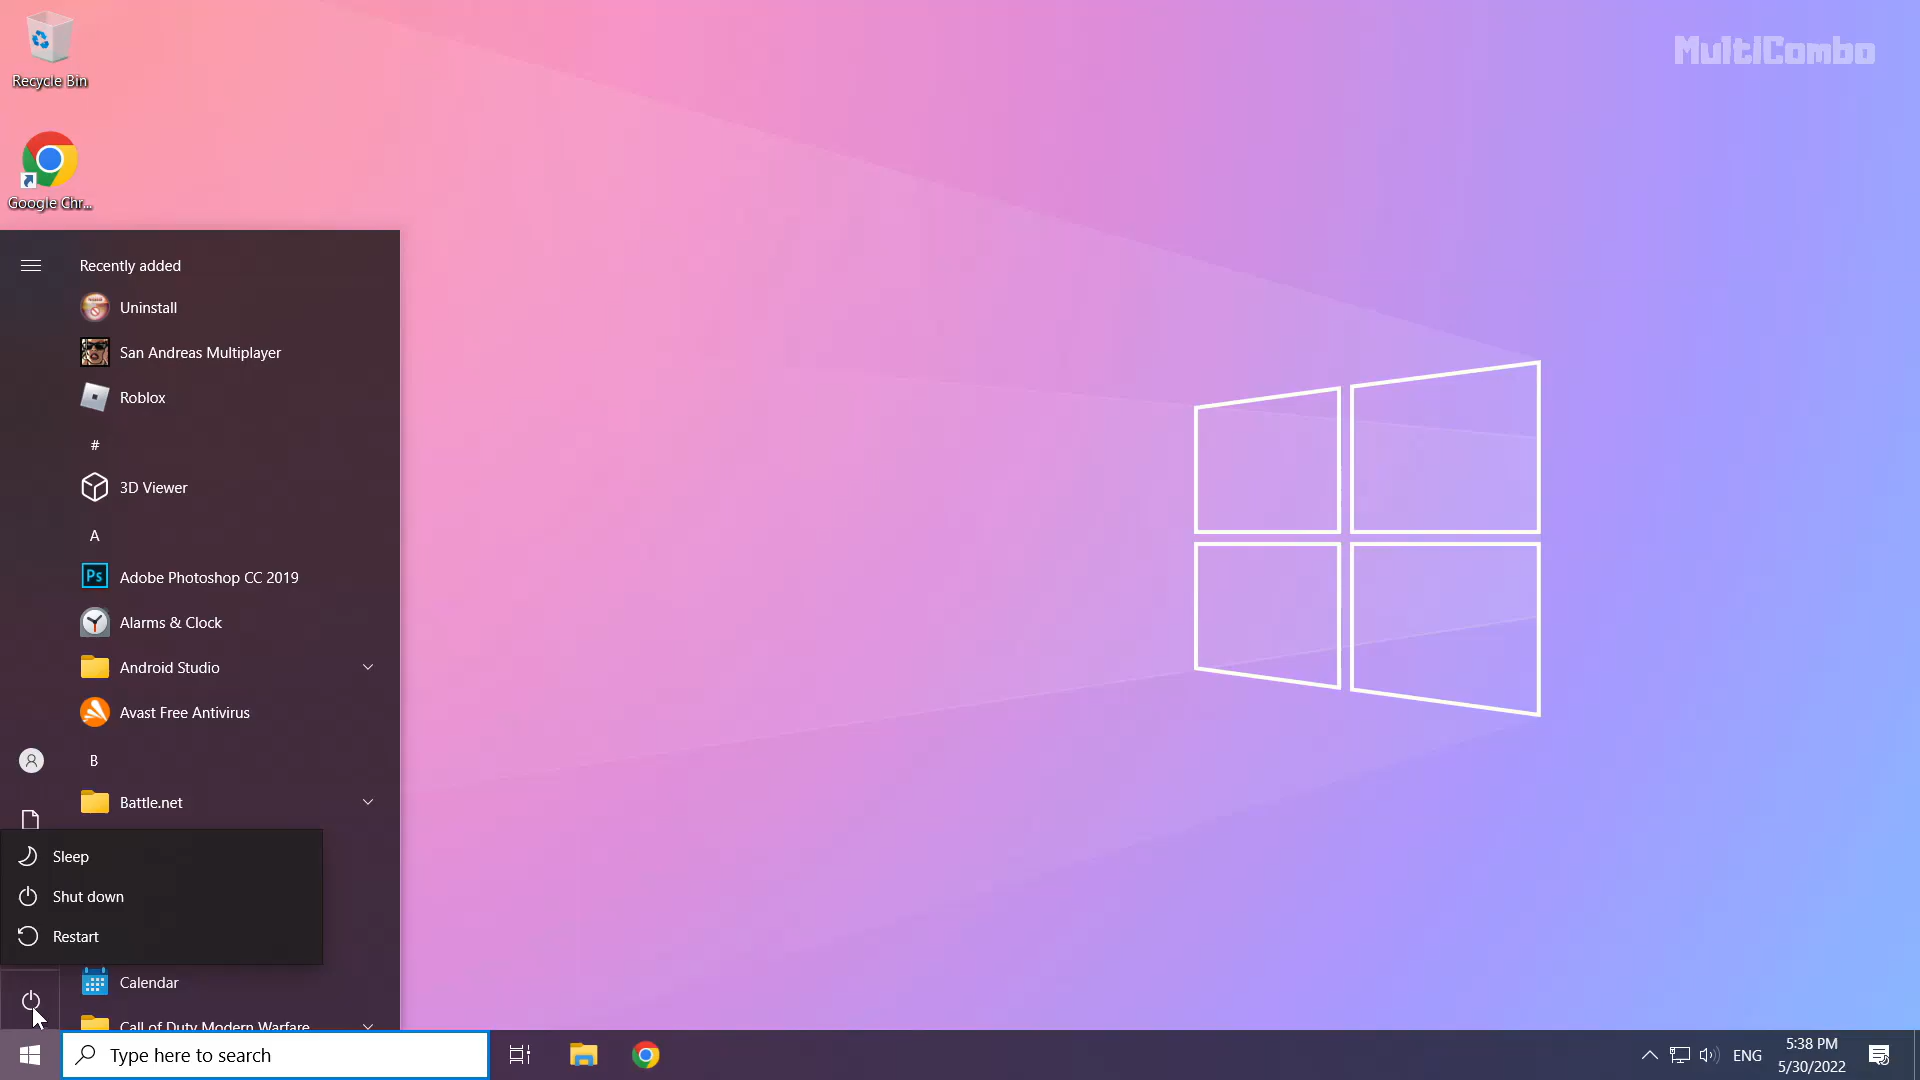 Recycle Bin
Google Chr...
MultiCombo
Recently added
Uninstall
San Andreas Multiplayer
Roblox
#
3D Viewer
A
Ps
Adobe Photoshop CC 2019
Alarms & Clock
Android Studio
Avast Free Antivirus
B
Battle.net
Sleep
Shut down
Restart
Calendar
Call of Duty Modern Warfare
Type here to search
ENG
5:38 PM
5/30/2022